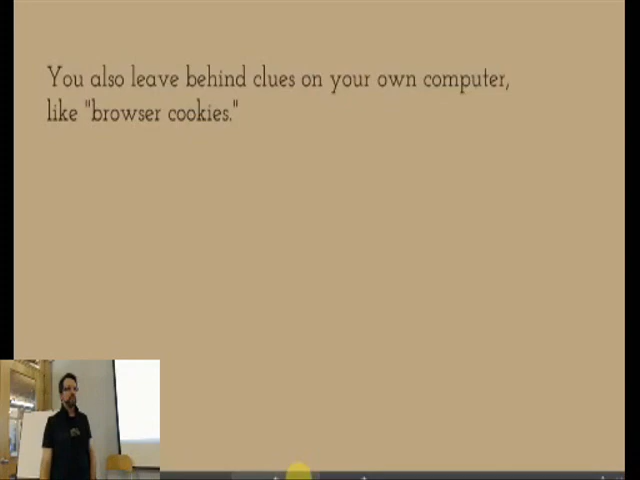 You also leave behind clues on your own computer,
like "browser cookies."